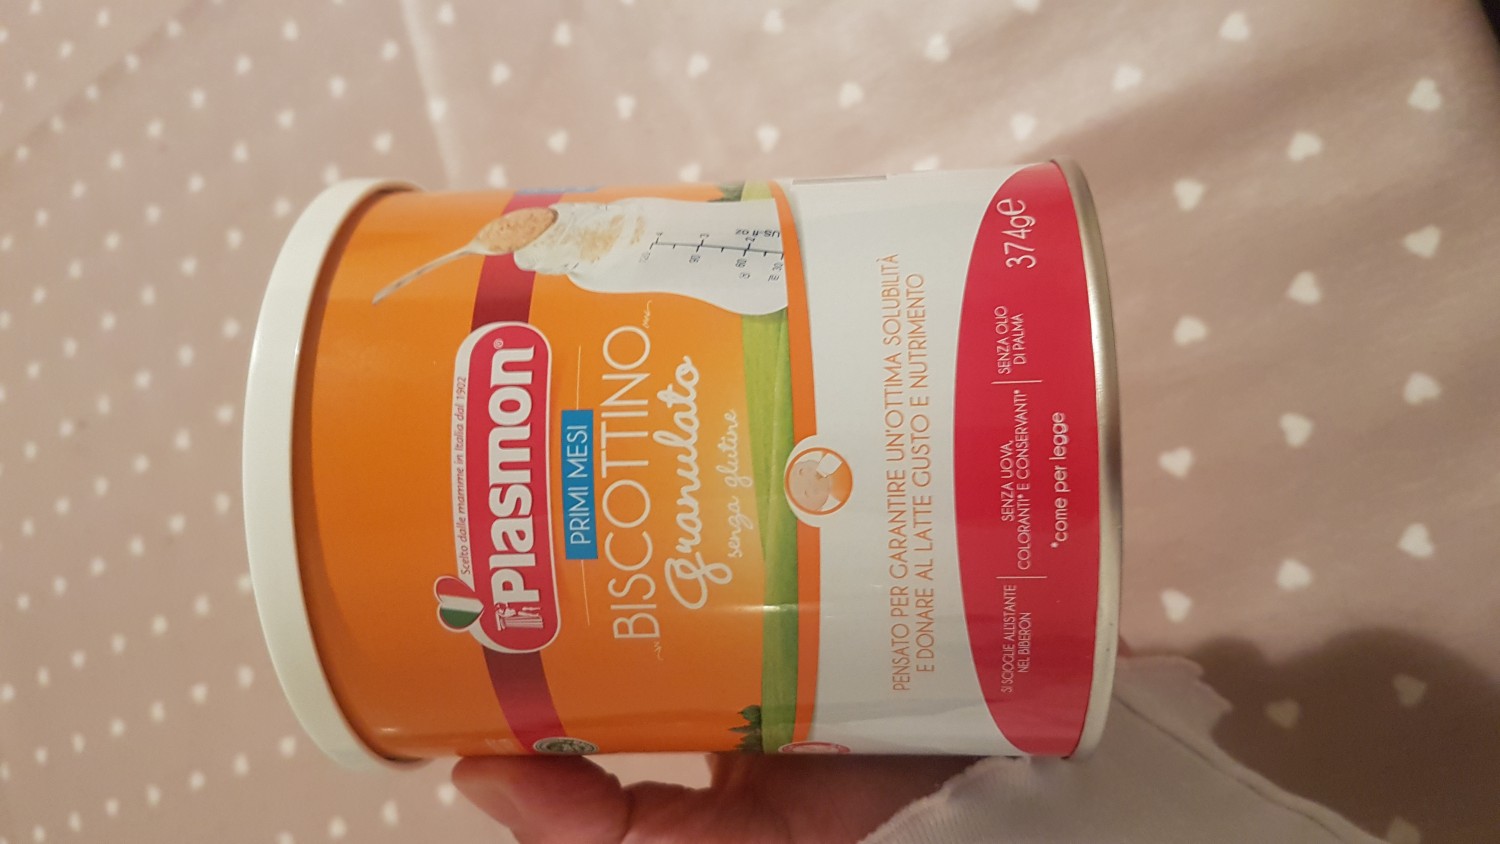 Scelto dalle mamme in Italia dal 1902
Plasmon®
PRIMI MESI
BISCOTTINO
Granulato
senza glutine
PENSATO PER GARANTIRE UN'OTTIMA SOLUBILITÀ
E DONARE AL LATTE GUSTO E NUTRIMENTO
SI SCIOGLIE ALL'ISTANTE
NEL BIBERON
SENZA UOVA,
COLORANTI* E CONSERVANTI*
SENZA OLIO
DI PALMA
374g e
*come per legge